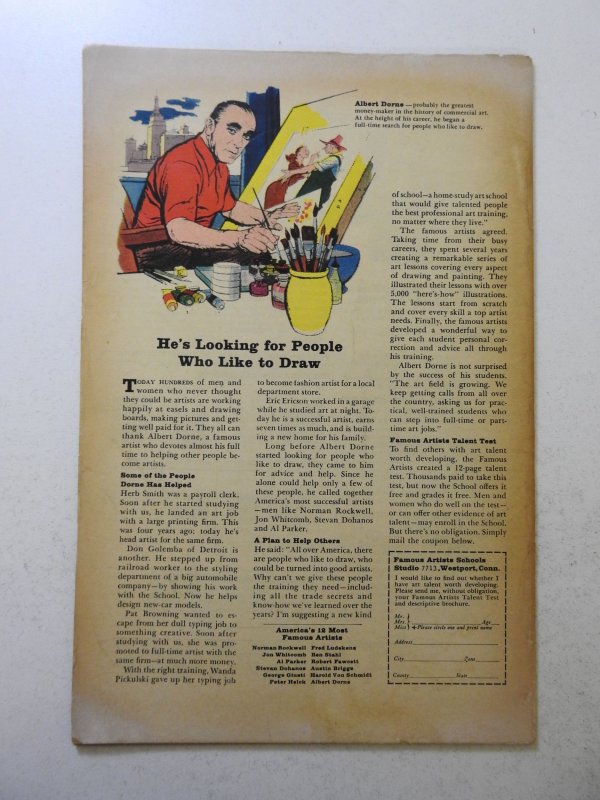 Albert Dorne — probably the greatest
money-maker in the history of commercial art.
At the height of his career, he began a
full-time search for people who like to draw.
He's Looking for People
Who Like to Draw
TODAY HUNDREDS of men and
women who never thought
they could be artists are working
happily at easels and drawing
boards, making pictures and get-
ting well paid for it. They all can
thank Albert Dorne, a famous
artist who devotes almost his full
time to helping other people be-
come artists.
Some of the People
Dorne Has Helped
Herb Smith was a payroll clerk.
Soon after he started studying
with us, he landed an art job
with a large printing firm. This
was four years ago; today he's
head artist for the same firm.
Don Golemba of Detroit is
another. He stepped up from
railroad worker to the styling
department of a big automobile
company—by showing his work
with the School. Now he helps
design new-car models.
Pat Browning wanted to es-
cape from her dull typing job to
something creative. Soon after
studying with us, she was pro-
moted to full-time artist with the
same firm—at much more money.
With the right training, Wanda
Pickulski gave up her typing job
to become fashion artist for a local
department store.
Eric Ericson worked in a garage
while he studied art at night. To-
day he is a successful artist, earns
seven times as much, and is build-
ing a new home for his family.
Long before Albert Dorne
started looking for people who
like to draw, they came to him
for advice and help. Since he
alone could help only a few of
these people, he called together
America's most successful artists
—men like Norman Rockwell,
Jon Whitcomb, Stevan Dohanos
and Al Parker.
A Plan to Help Others
He said: "All over America, there
are people who like to draw, who
could be turned into good artists.
Why can't we give these people
the training they need—includ-
ing all the trade secrets and
know-how we've learned over the
years? I'm suggesting a new kind
America's 12 Most
Famous Artists
Norman Rockwell Fred Ludekens
Jon Whitcomb Ben Stahl
Al Parker Robert Fawcett
Stevan Dohanos Austin Briggs
George Giusti Harold Von Schmidt
Peter Helck Albert Dorne
of school—a home-study art school
that would give talented people
the best professional art training,
no matter where they live."
The famous artists agreed.
Taking time from their busy
careers, they spent several years
creating a remarkable series of
art lessons covering every aspect
of drawing and painting. They
illustrated their lessons with over
5,000 "here's-how" illustrations.
The lessons start from scratch
and cover every skill a top artist
needs. Finally, the famous artists
developed a wonderful way to
give each student personal cor-
rection and advice all through
his training.
Albert Dorne is not surprised
by the success of his students.
"The art field is growing. We
keep getting calls from all over
the country, asking us for prac-
tical, well-trained students who
can step into full-time or part-
time art jobs."
Famous Artists Talent Test
To find others with art talent
worth developing, the Famous
Artists created a 12-page talent
test. Thousands paid to take this
test, but now the School offers it
free and grades it free. Men and
women who do well on the test—
or can offer other evidence of art
talent—may enroll in the School.
But there's no obligation. Simply
mail the coupon below.
Famous Artists Schools
Studio 7713, Westport, Conn.
I would like to find out whether I
have art talent worth developing.
Please send me, without obligation,
your Famous Artists Talent Test
and descriptive brochure.
Mr.
Mrs. Age
Miss Please circle one and print name
Address
City Zone
County State